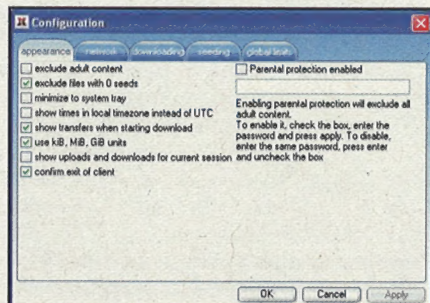 Configuration
appearance network downloading seeding global limits
exclude adult content
exclude files with 0 seeds
minimize to system tray
show times in local timezone instead of UTC
show transfers when starting download
use kiB, MiB, GiB units
show uploads and downloads for current session
confirm exit of client
Parental protection enabled
Enabling parental protection will exclude all
adult content.
To enable it, check the box, enter the
password and press apply. To disable,
enter the same password, press enter
and uncheck the box
OK Cancel Apply